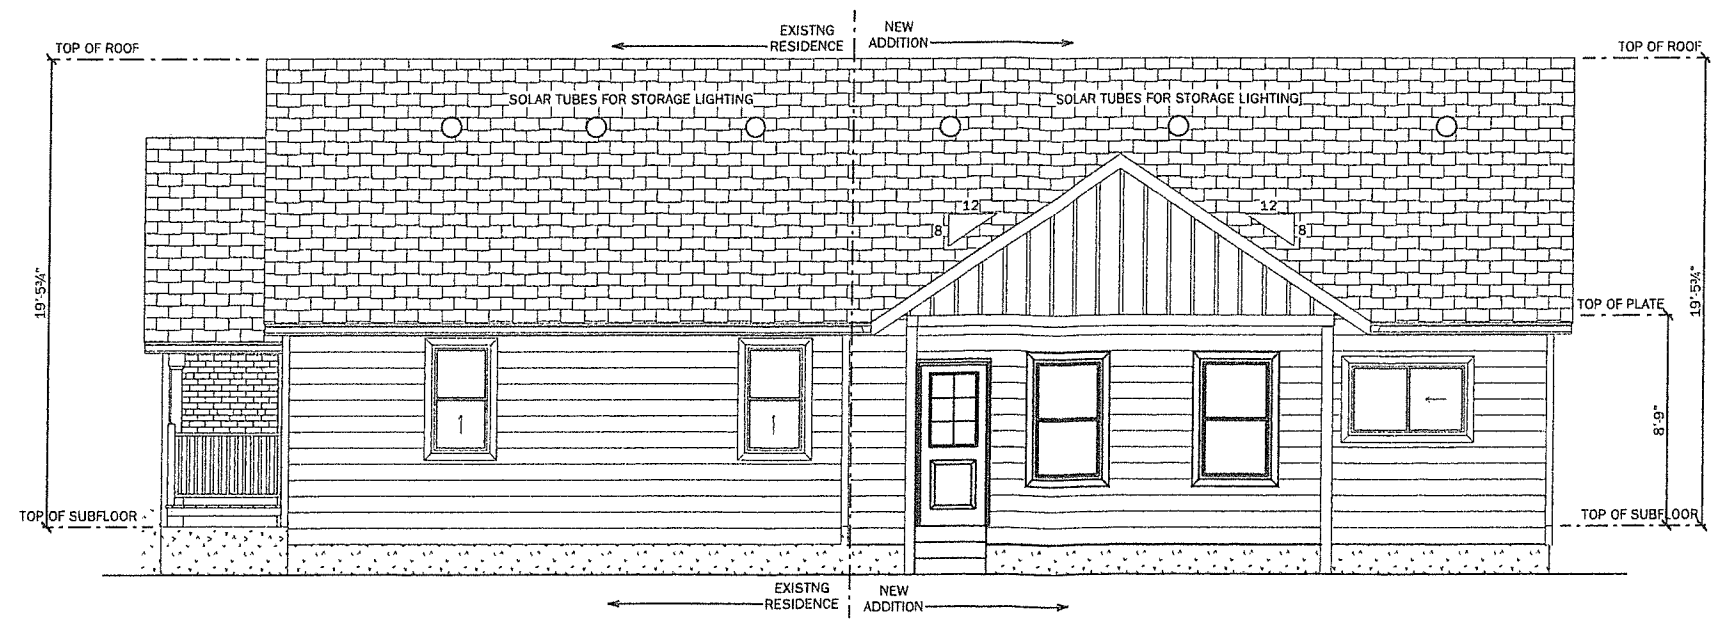 EXISTNG
RESIDENCE
NEW
ADDITION
TOP OF ROOF
TOP OF ROOF
SOLAR TUBES FOR STORAGE LIGHTING
SOLAR TUBES FOR STORAGE LIGHTING
12
8
12
8
19'-5¾"
19'-5¾"
TOP OF PLATE
8'-9"
TOP OF SUBFLOOR
TOP OF SUBFLOOR
EXISTNG
RESIDENCE
NEW
ADDITION